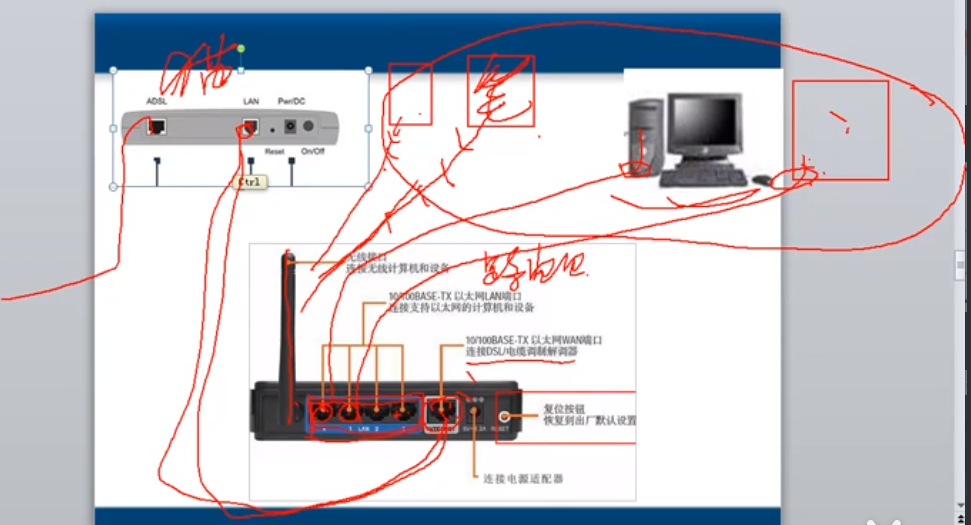 ADSL
LAN
Pwr/DC
Reset
On/Off
Ctrl
笔
无线接口
连接无线计算机和设备
10/100BASE-TX 以太网LAN端口
连接支持以太网的计算机和设备
10/100BASE-TX 以太网WAN端口
连接DSL/电缆调制解调器
复位按钮
恢复到出厂默认设置
LAN
RESET
连接电源适配器